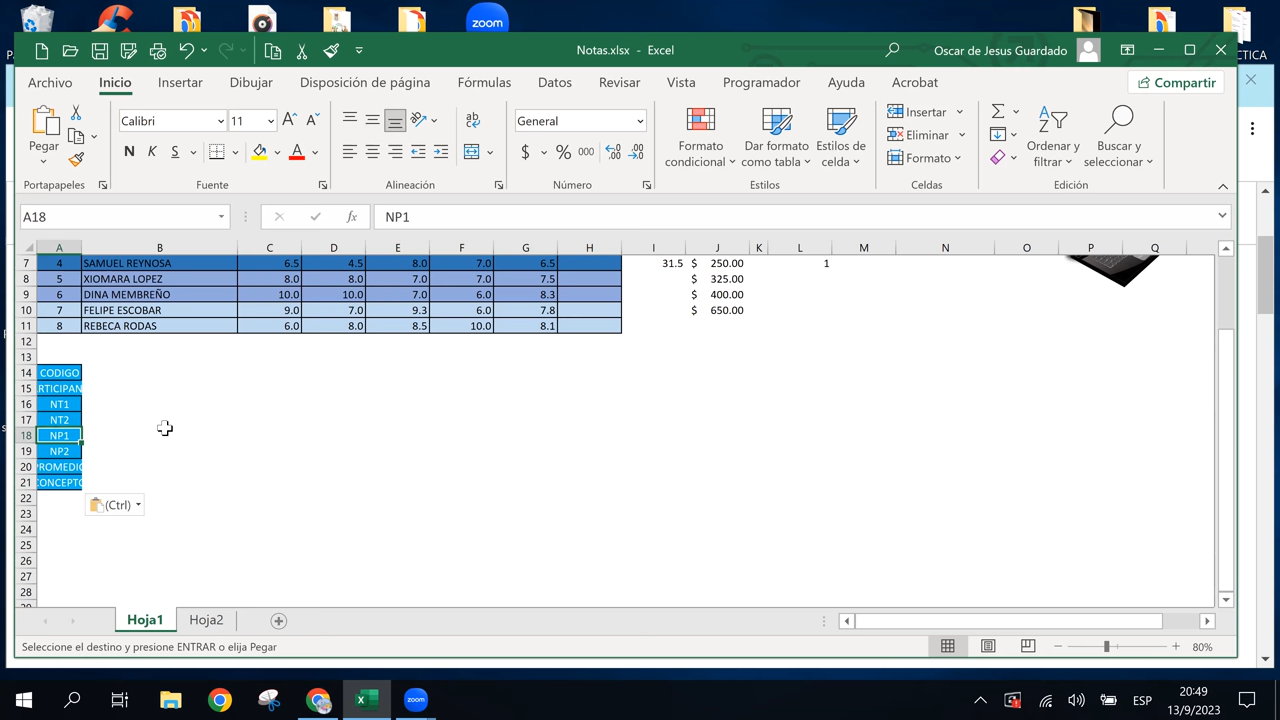 zoom
CTICA
Notas.xlsx - Excel
Oscar de Jesus Guardado
Archivo Inicio Insertar Dibujar Disposición de página Fórmulas Datos Revisar Vista Programador Ayuda Acrobat Compartir
Pegar
Calibri 11
N K S
General
$ % 000
Formato condicional
Dar formato como tabla
Estilos de celda
Insertar
Eliminar
Formato
Ordenar y filtrar
Buscar y seleccionar
Portapapeles Fuente Alineación Número Estilos Celdas Edición
A18 fx NP1
A B C D E F G H I J K L M N O P Q
7 4 SAMUEL REYNOSA 6.5 4.5 8.0 7.0 6.5 31.5 $ 250.00 1
8 5 XIOMARA LOPEZ 8.0 8.0 7.0 7.0 7.5 $ 325.00
9 6 DINA MEMBREÑO 10.0 10.0 7.0 6.0 8.3 $ 400.00
10 7 FELIPE ESCOBAR 9.0 7.0 9.3 6.0 7.8 $ 650.00
11 8 REBECA RODAS 6.0 8.0 8.5 10.0 8.1
12
13
14 CODIGO
15 RTICIPAN
16 NT1
17 NT2
18 NP1
19 NP2
20 PROMEDIO
21 CONCEPTO
22
(Ctrl)
23
24
25
26
27
28
Hoja1 Hoja2
Seleccione el destino y presione ENTRAR o elija Pegar
80%
zoom
ESP
20:49
13/9/2023